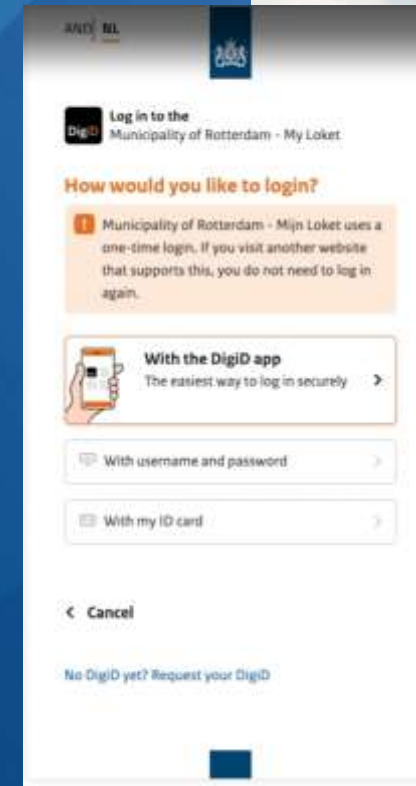 AND NL
DigiD
Log in to the
Municipality of Rotterdam - My Loket
How would you like to login?
Municipality of Rotterdam - Mijn Loket uses a
one-time login. If you visit another website
that supports this, you do not need to log in
again.
With the DigiD app
The easiest way to log in securely
With username and password
With my ID card
Cancel
No DigiD yet? Request your DigiD